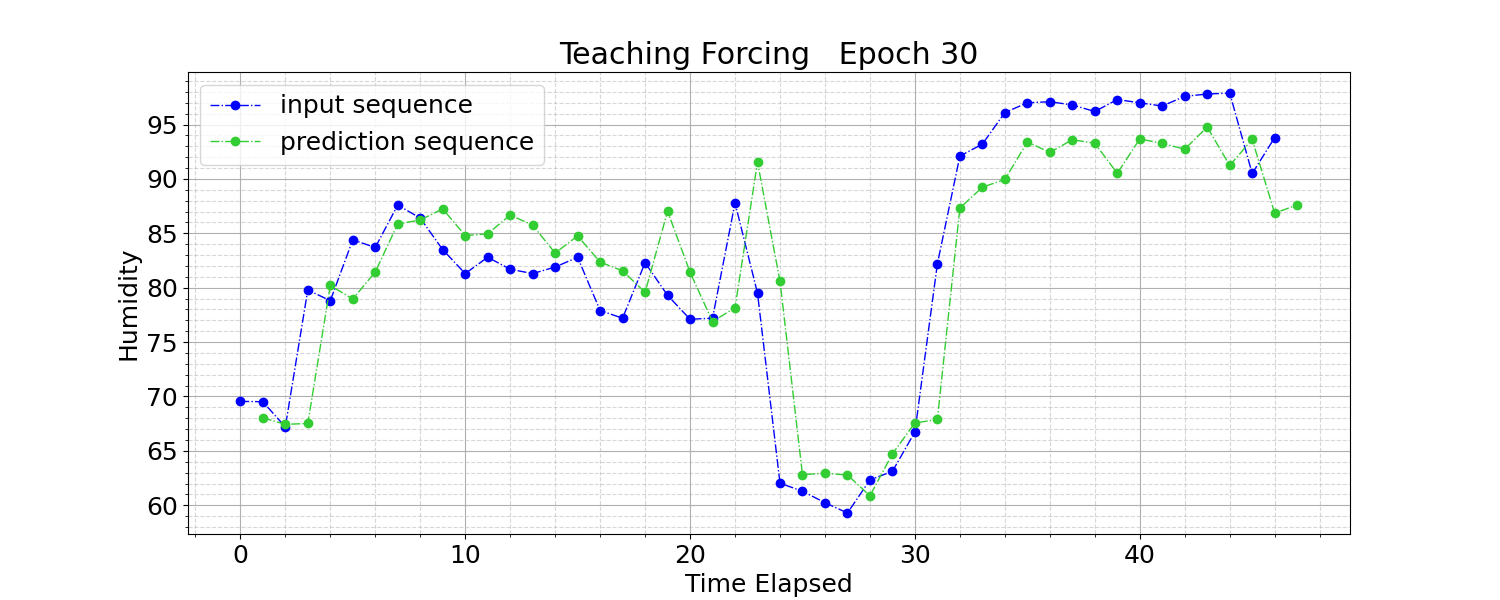 Teaching Forcing   Epoch 30
input sequence
prediction sequence
Humidity
95
90
85
80
75
70
65
60
0 10 20 30 40
Time Elapsed